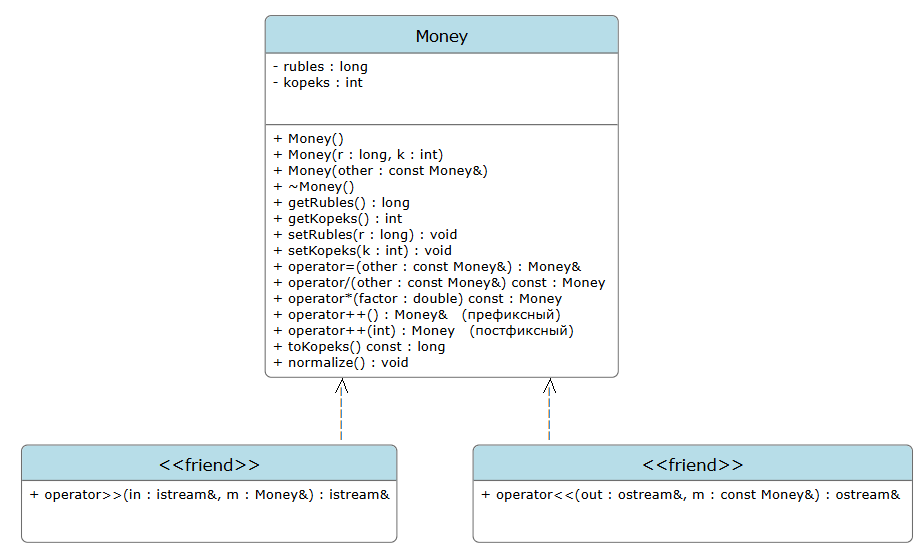 Money
- rubles : long
- kopeks : int
+ Money()
+ Money(r : long, k : int)
+ Money(other : const Money&)
+ ~Money()
+ getRubles() : long
+ getKopeks() : int
+ setRubles(r : long) : void
+ setKopeks(k : int) : void
+ operator=(other : const Money&) : Money&
+ operator/(other : const Money&) const : Money
+ operator*(factor : double) const : Money
+ operator++() : Money& (префиксный)
+ operator++(int) : Money (постфиксный)
+ toKopeks() const : long
+ normalize() : void
<<friend>>
+ operator>>(in : istream&, m : Money&) : istream&
<<friend>>
+ operator<<(out : ostream&, m : const Money&) : ostream&